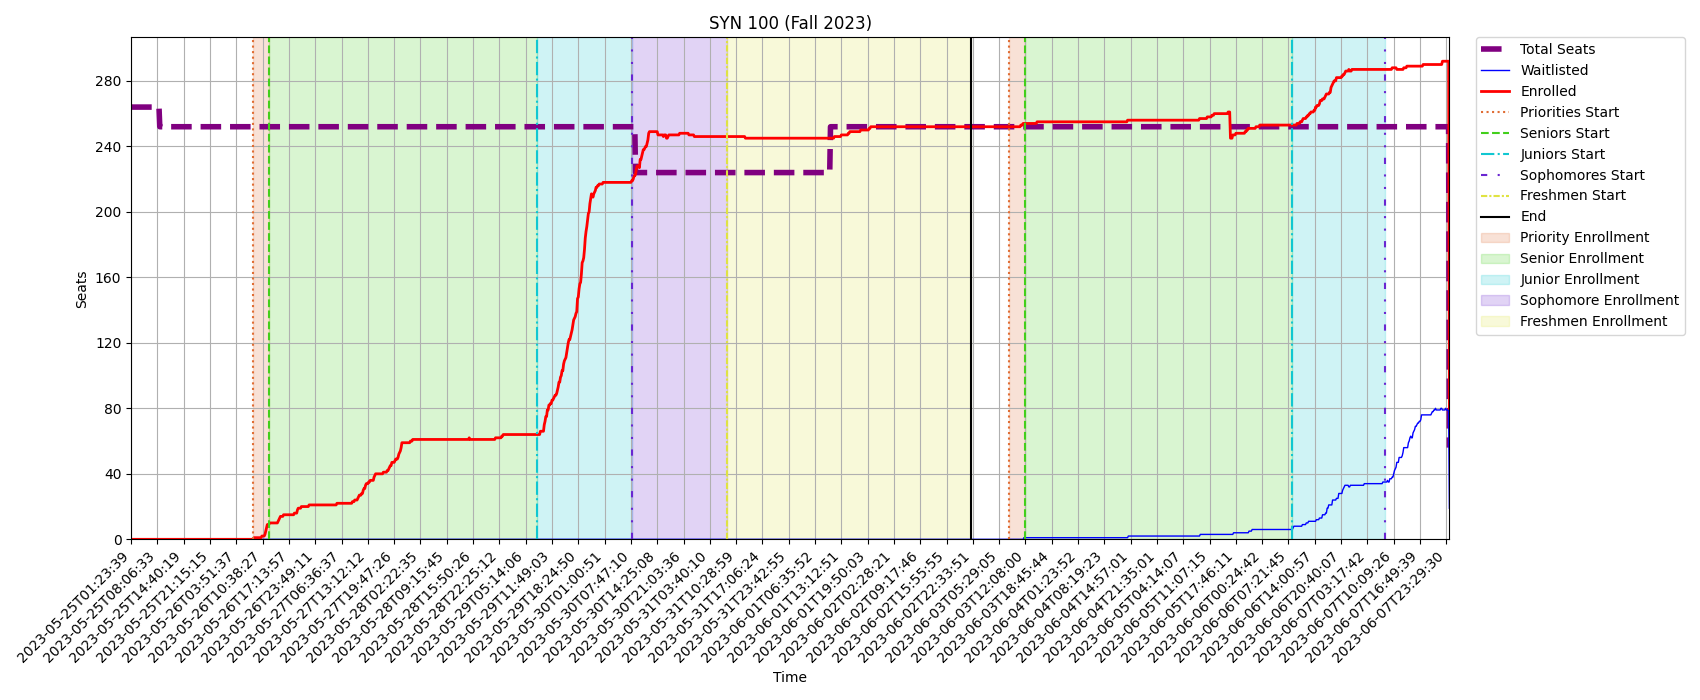 SYN 100 (Fall 2023)
Seats
280
240
200
160
120
80
40
0
2023-05-25T01:23:39
2023-05-25T08:06:33
2023-05-25T14:40:19
2023-05-25T21:15:15
2023-05-26T03:51:37
2023-05-26T10:38:27
2023-05-26T17:13:57
2023-05-26T23:49:11
2023-05-27T06:36:37
2023-05-27T13:12:12
2023-05-27T19:47:26
2023-05-28T02:22:35
2023-05-28T09:15:45
2023-05-28T15:50:26
2023-05-28T22:25:12
2023-05-29T05:14:06
2023-05-29T11:49:03
2023-05-29T18:24:50
2023-05-30T01:00:51
2023-05-30T07:47:10
2023-05-30T14:25:08
2023-05-30T21:03:36
2023-05-31T03:40:10
2023-05-31T10:28:59
2023-05-31T17:06:24
2023-05-31T23:42:55
2023-06-01T06:35:52
2023-06-01T13:12:51
2023-06-01T19:50:03
2023-06-02T02:28:21
2023-06-02T09:17:46
2023-06-02T15:55:55
2023-06-02T22:33:51
2023-06-03T05:29:05
2023-06-03T12:08:00
2023-06-03T18:45:44
2023-06-04T01:23:52
2023-06-04T08:19:23
2023-06-04T14:57:01
2023-06-04T21:35:01
2023-06-05T04:14:07
2023-06-05T11:07:15
2023-06-05T17:46:11
2023-06-06T00:24:42
2023-06-06T07:21:45
2023-06-06T14:00:57
2023-06-06T20:40:07
2023-06-07T03:17:42
2023-06-07T10:09:26
2023-06-07T16:49:39
2023-06-07T23:29:30
Time
Total Seats
Waitlisted
Enrolled
Priorities Start
Seniors Start
Juniors Start
Sophomores Start
Freshmen Start
End
Priority Enrollment
Senior Enrollment
Junior Enrollment
Sophomore Enrollment
Freshmen Enrollment